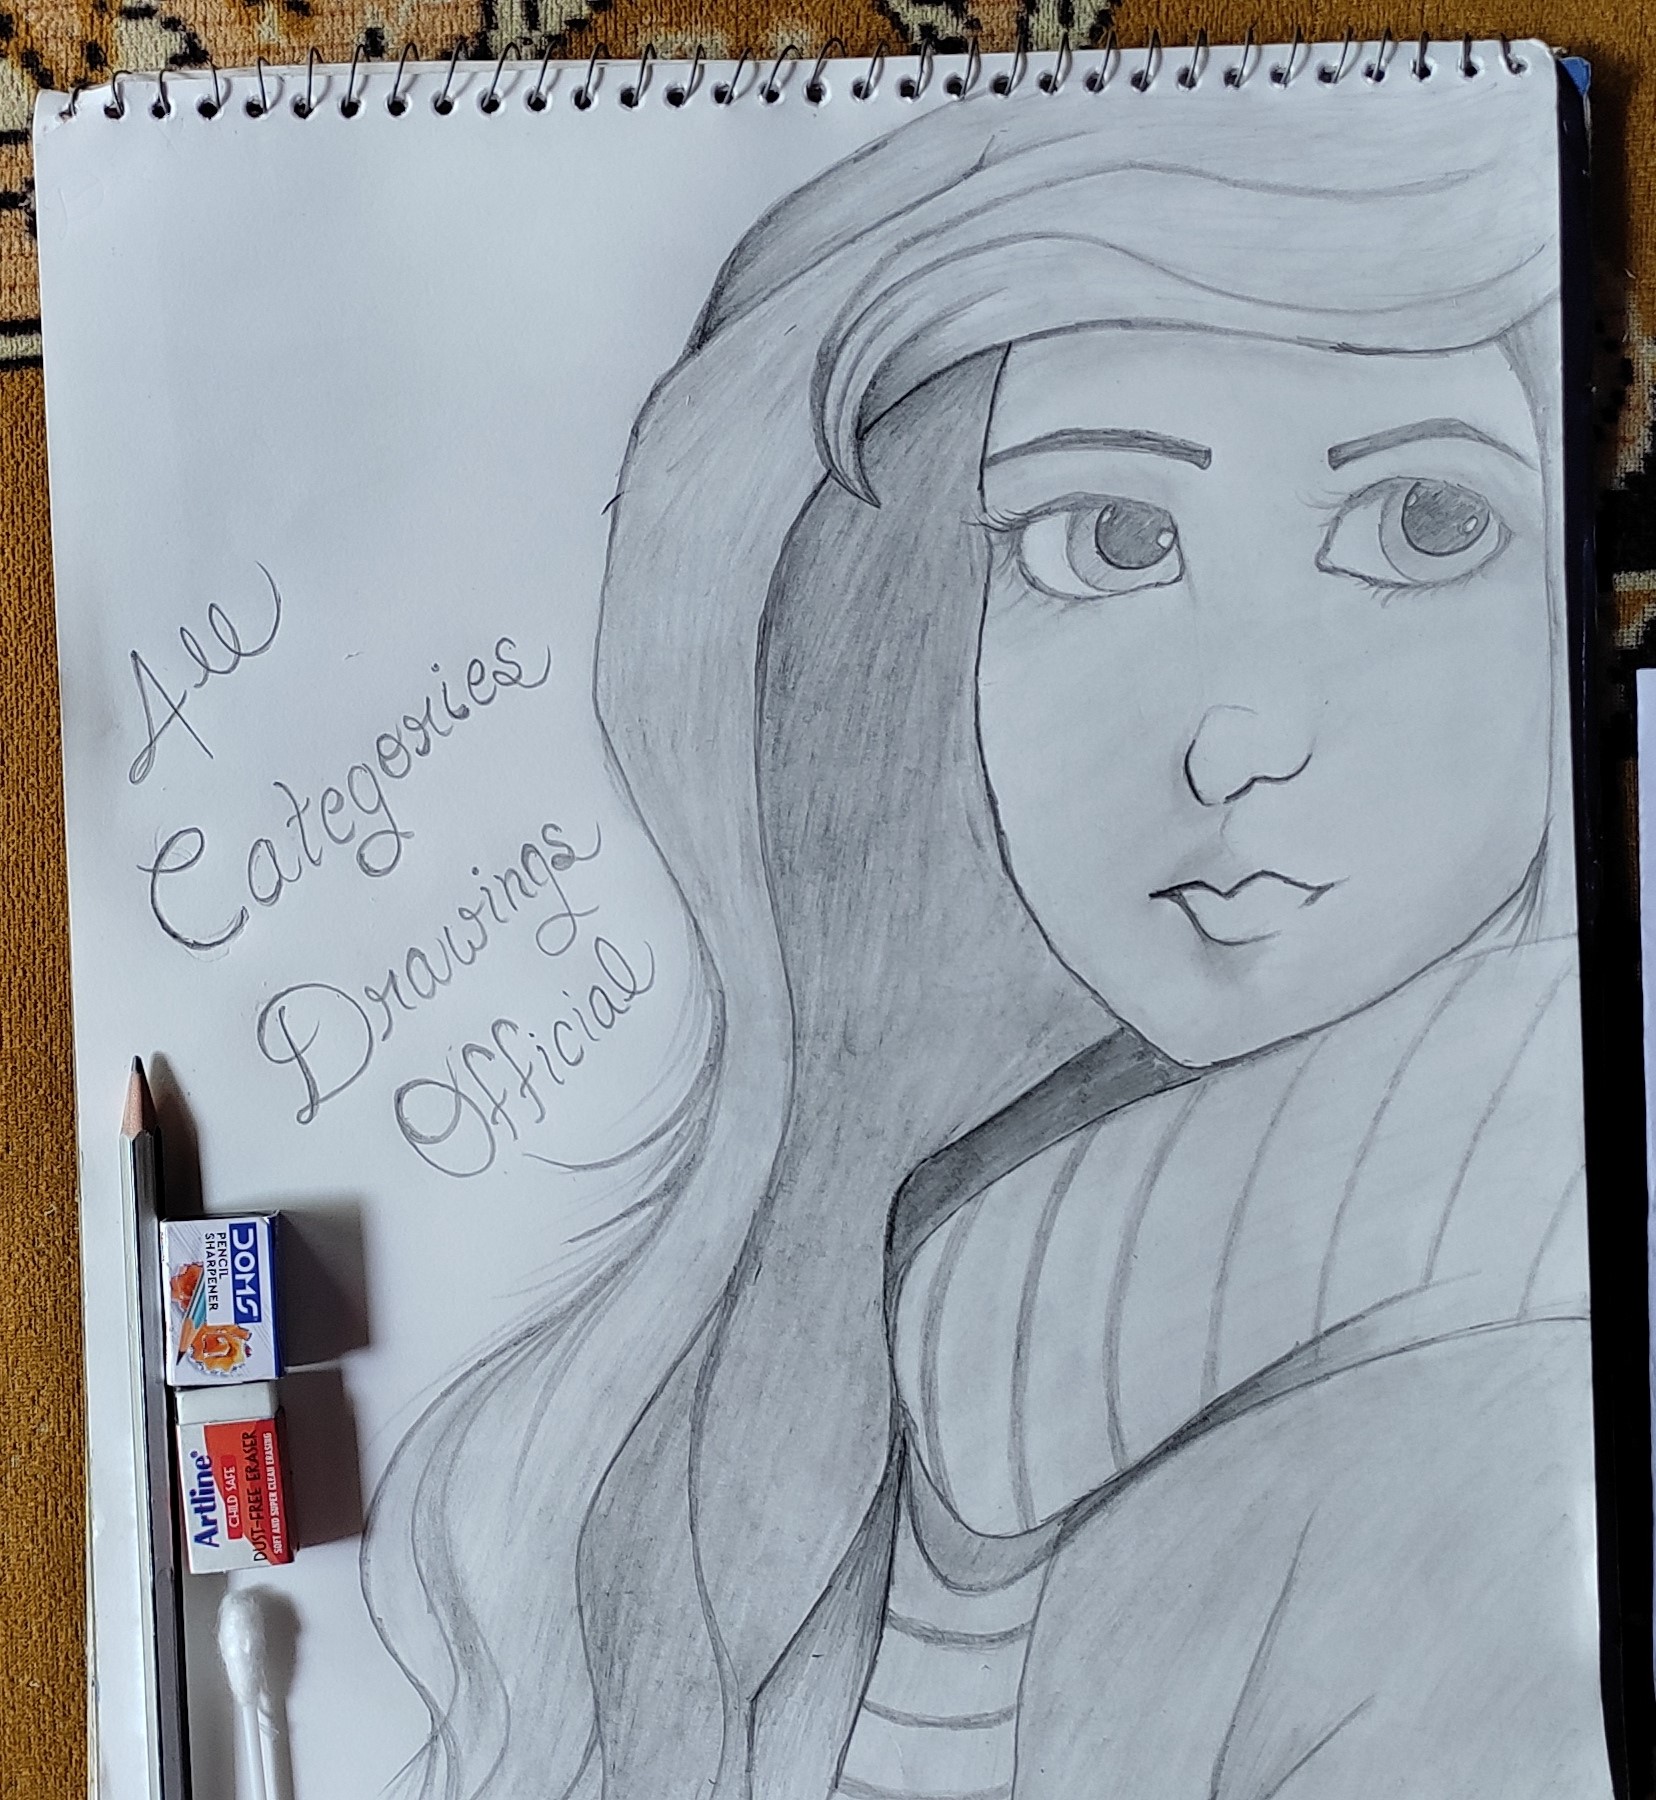 All
Categories
Drawings
Official
DOMS
PENCIL
SHARPENER
Artline
CHILD SAFE
DUST-FREE ERASER
SOFT AND SUPER CLEAN ERASING